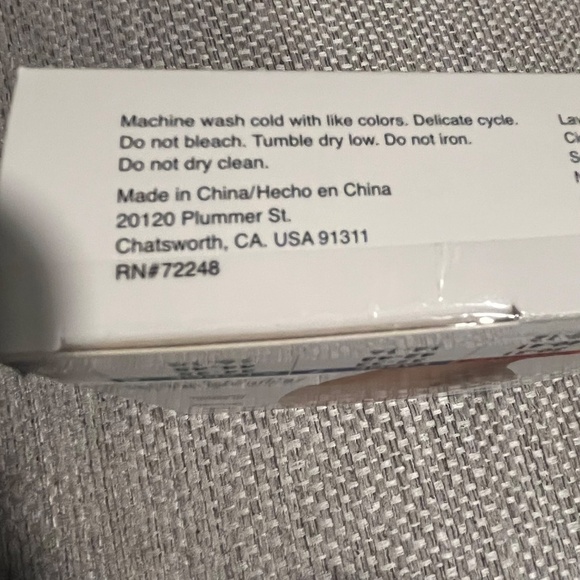 Machine wash cold with like colors. Delicate cycle.
Do not bleach. Tumble dry low. Do not iron.
Do not dry clean.
Made in China/Hecho en China
20120 Plummer St.
Chatsworth, CA. USA 91311
RN#72248